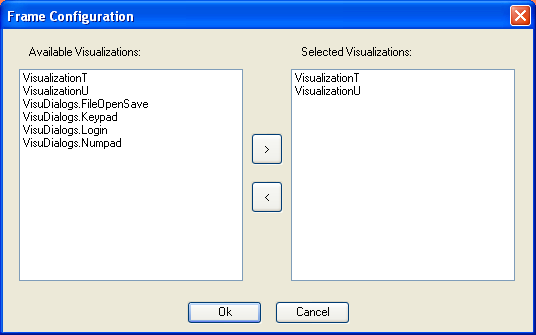 Frame Configuration
Available Visualizations:
VisualizationT
VisualizationU
VisuDialogs.FileOpenSave
VisuDialogs.Keypad
VisuDialogs.Login
VisuDialogs.Numpad
>
<
Selected Visualizations:
VisualizationT
VisualizationU
Ok
Cancel